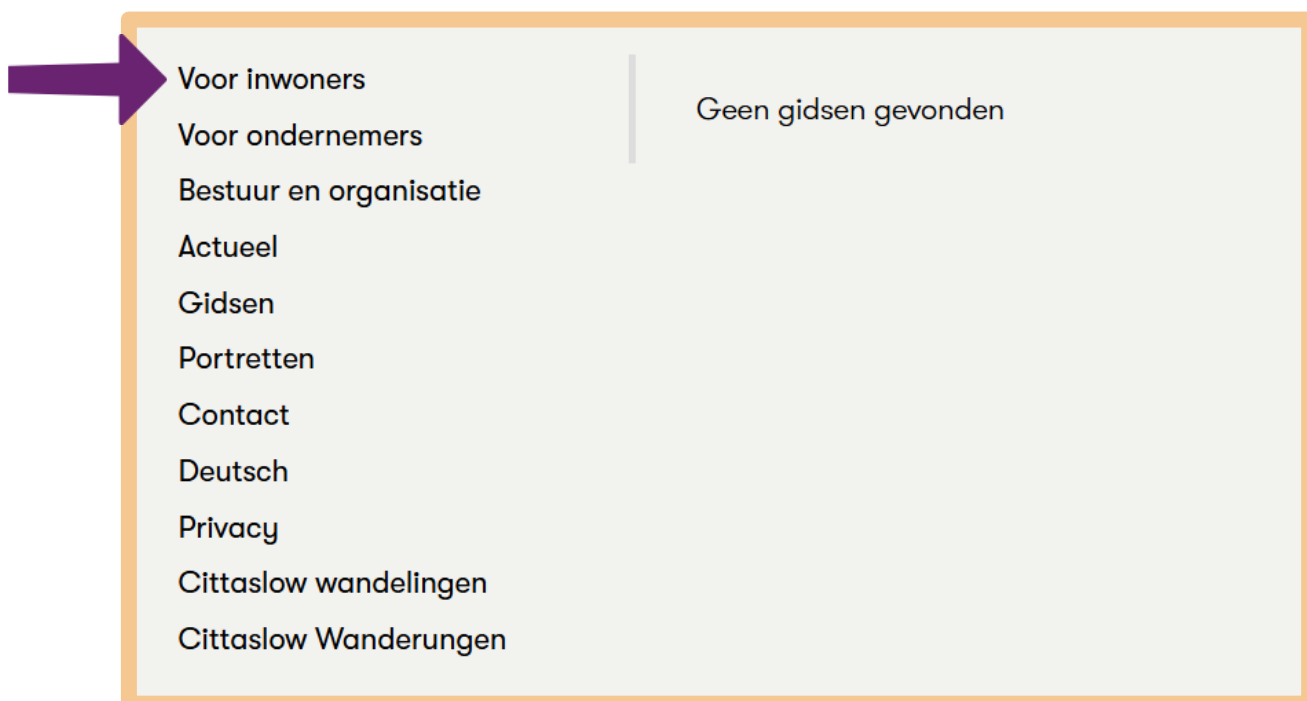 Voor inwoners
Voor ondernemers
Bestuur en organisatie
Actueel
Gidsen
Portretten
Contact
Deutsch
Privacy
Cittaslow wandelingen
Cittaslow Wanderungen
Geen gidsen gevonden